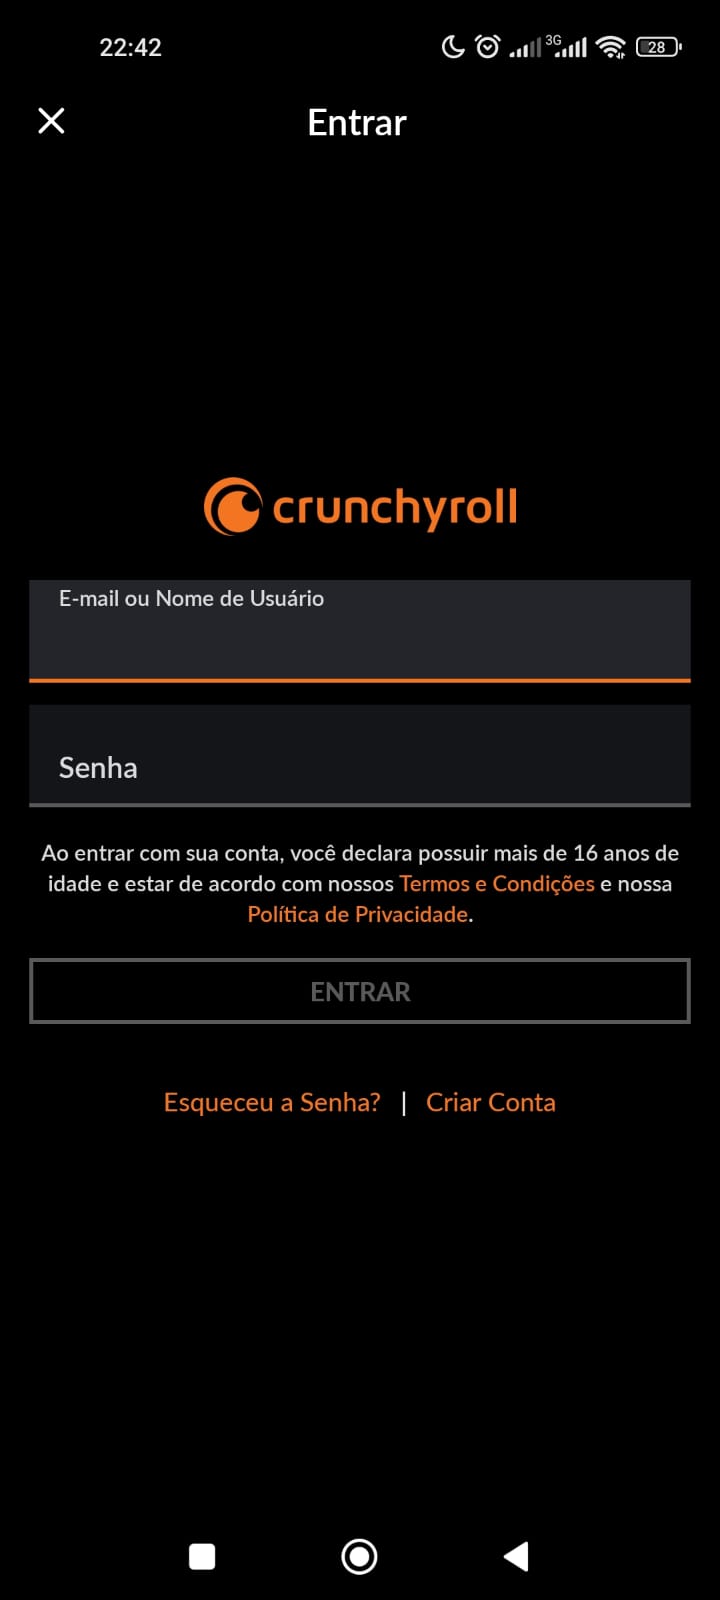 22:42
3G
28
Entrar
crunchyroll
E-mail ou Nome de Usuário
Senha
Ao entrar com sua conta, você declara possuir mais de 16 anos de
idade e estar de acordo com nossos Termos e Condições e nossa
Política de Privacidade.
ENTRAR
Esqueceu a Senha? | Criar Conta